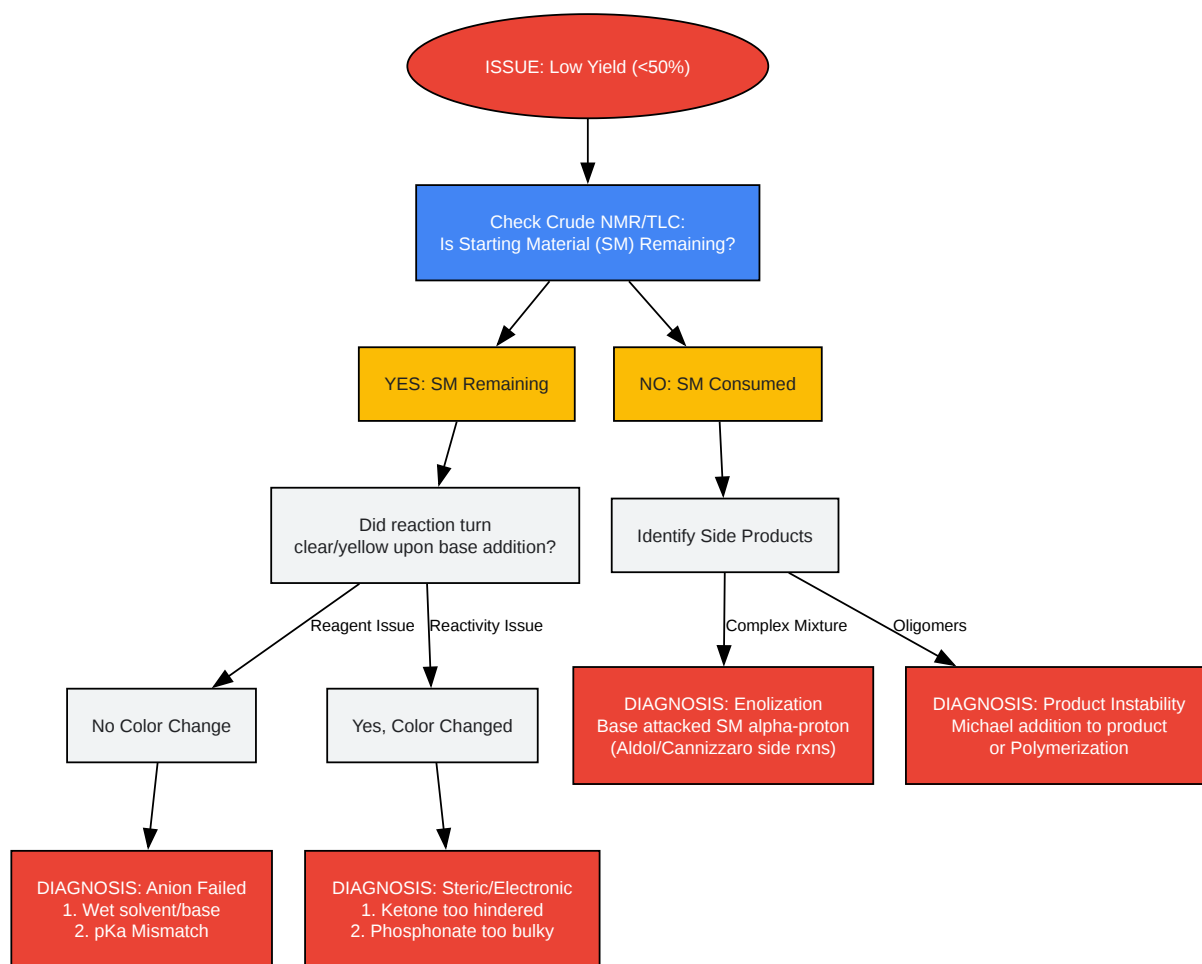 ISSUE: Low Yield (<50%)
Check Crude NMR/TLC:
Is Starting Material (SM) Remaining?
YES: SM Remaining
NO: SM Consumed
Did reaction turn
clear/yellow upon base addition?
Identify Side Products
Reagent Issue
Reactivity Issue
Complex Mixture
Oligomers
No Color Change
Yes, Color Changed
DIAGNOSIS: Enolization
Base attacked SM alpha-proton
(Aldol/Cannizzaro side rxns)
DIAGNOSIS: Product Instability
Michael addition to product
or Polymerization
DIAGNOSIS: Anion Failed
1. Wet solvent/base
2. pKa Mismatch
DIAGNOSIS: Steric/Electronic
1. Ketone too hindered
2. Phosphonate too bulky